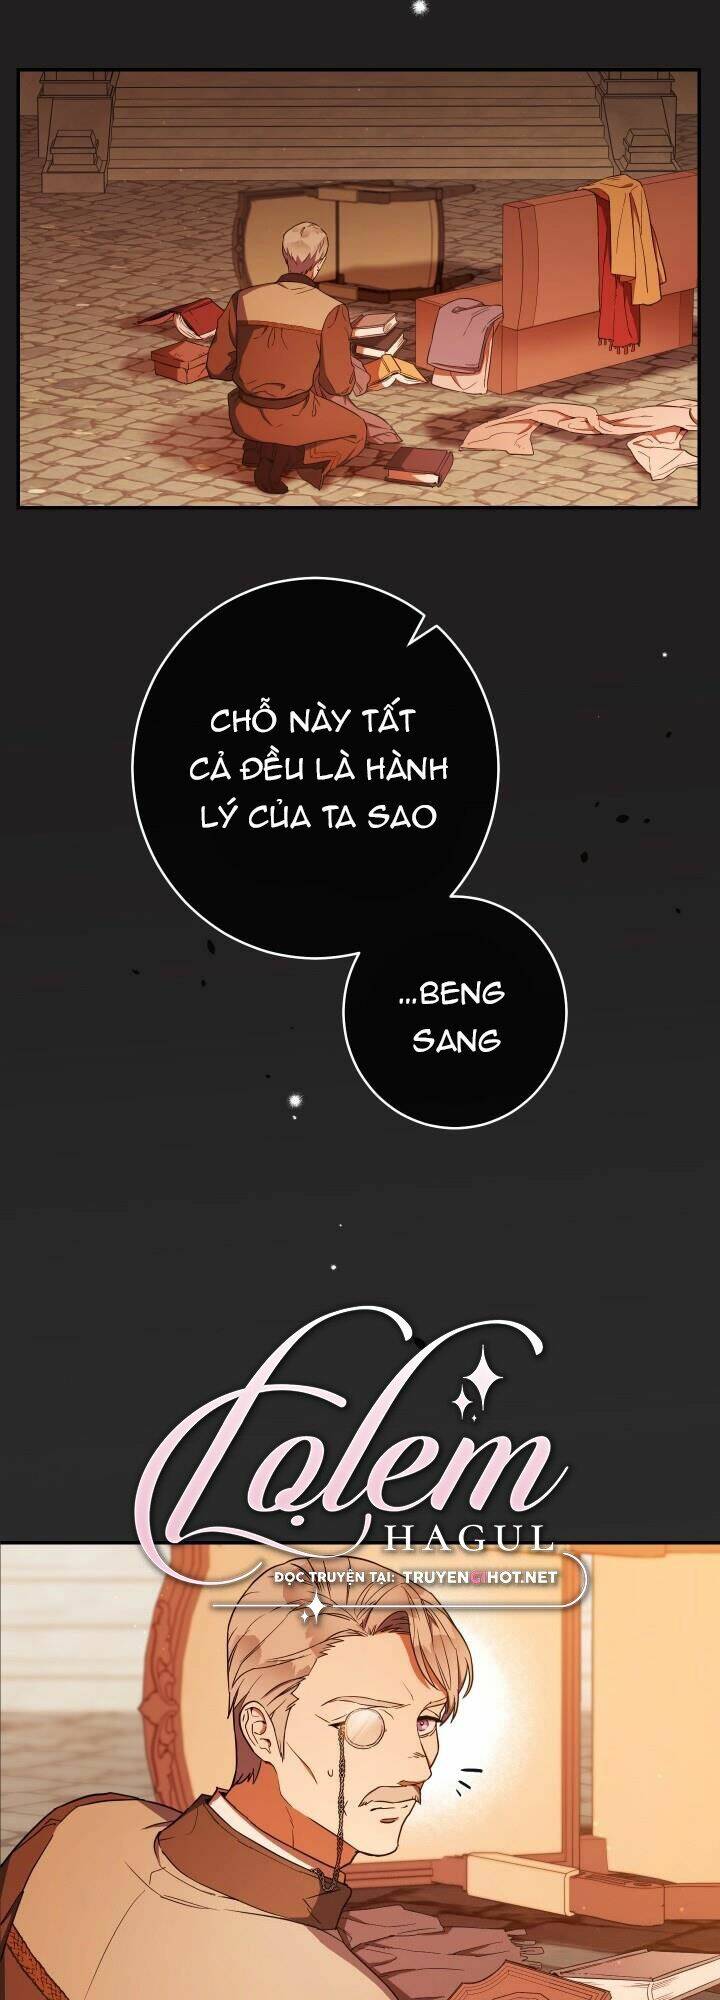 CHỖ NÀY TẤT
CẢ ĐỀU LÀ HÀNH
LÝ CỦA TA SAO
...BENG
SANG
Lọlem
HAGUL
ĐỌC TRUYỆN TẠI: TRUYENGIHOT.NET